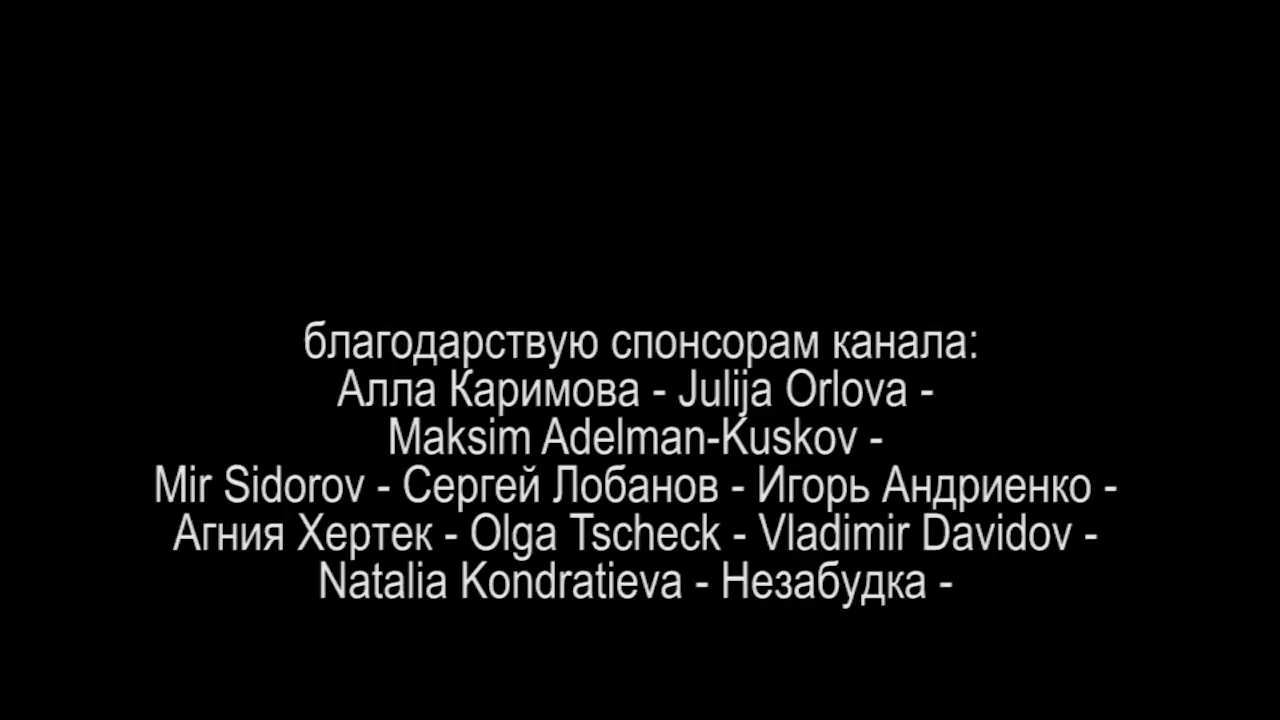 благодарствую спонсорам канала:
Алла Каримова - Julija Orlova -
Maksim Adelman-Kuskov -
Mir Sidorov - Сергей Лобанов - Игорь Андриенко -
Агния Хертек - Olga Tscheck - Vladimir Davidov -
Natalia Kondratieva - Незабудка -